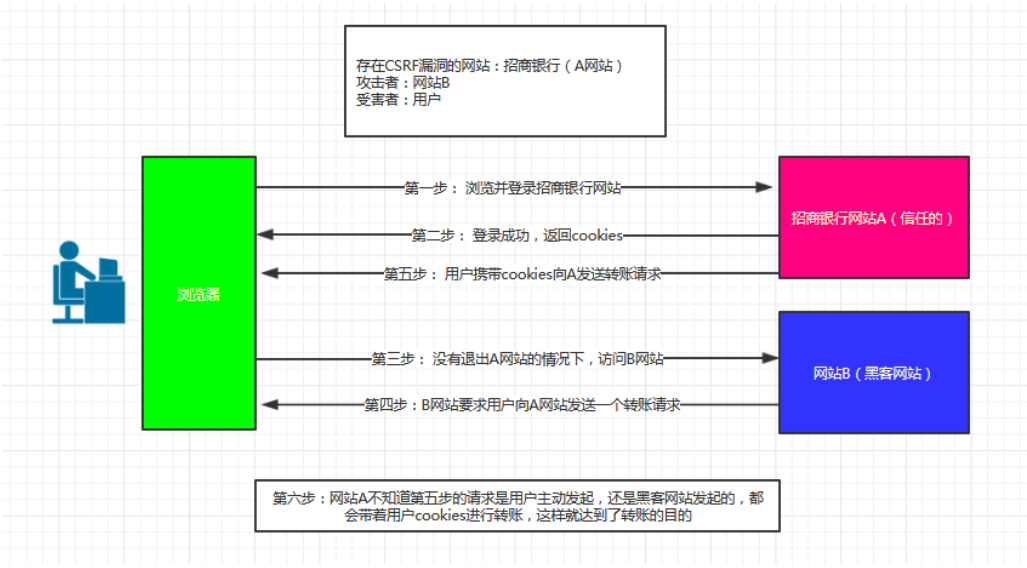 存在CSRF漏洞的网站：招商银行（A网站）
攻击者：网站B
受害者：用户
第一步： 浏览并登录招商银行网站
招商银行网站A（信任的）
第二步： 登录成功，返回cookies
第五步： 用户携带cookies向A发送转账请求
浏览器
第三步： 没有退出A网站的情况下，访问B网站
网站B（黑客网站）
第四步：B网站要求用户向A网站发送一个转账请求
第六步：网站A不知道第五步的请求是用户主动发起，还是黑客网站发起的，都
会带着用户cookies进行转账，这样就达到了转账的目的